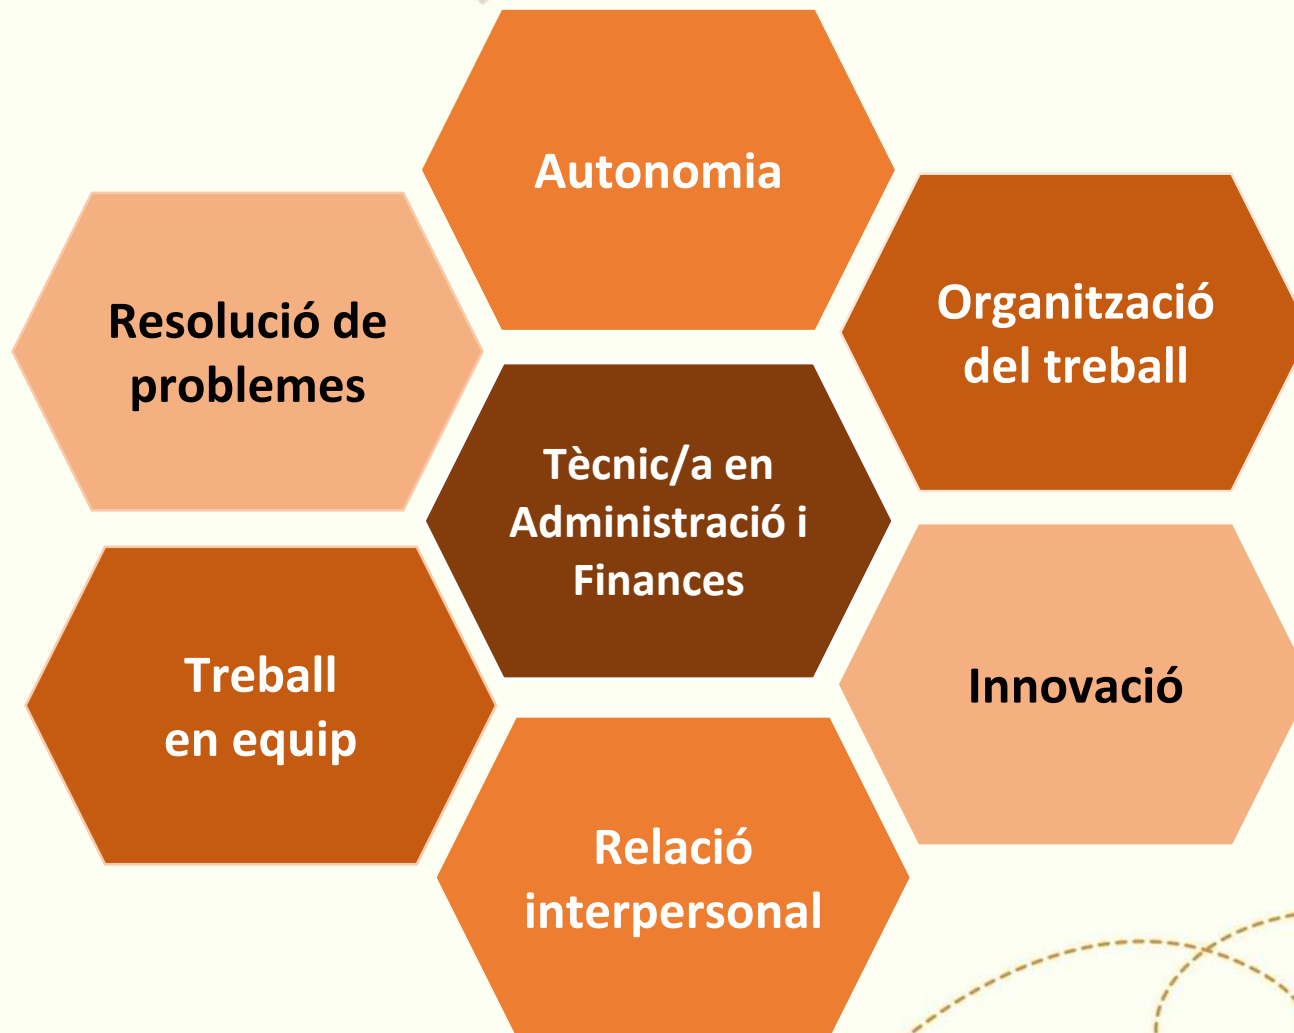 Autonomia
Organització
del treball
Resolució de
problemes
Tècnic/a en
Administració i
Finances
Treball
en equip
Innovació
Relació
interpersonal